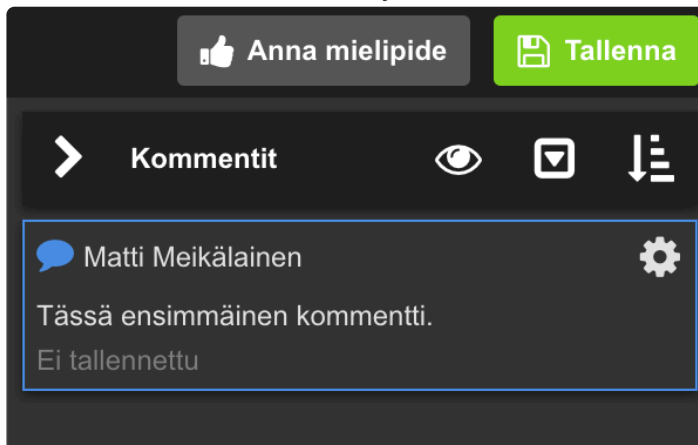 Anna mielipide
Tallenna
Kommentit
Matti Meikälainen
Tässä ensimmäinen kommentti.
Ei tallennettu